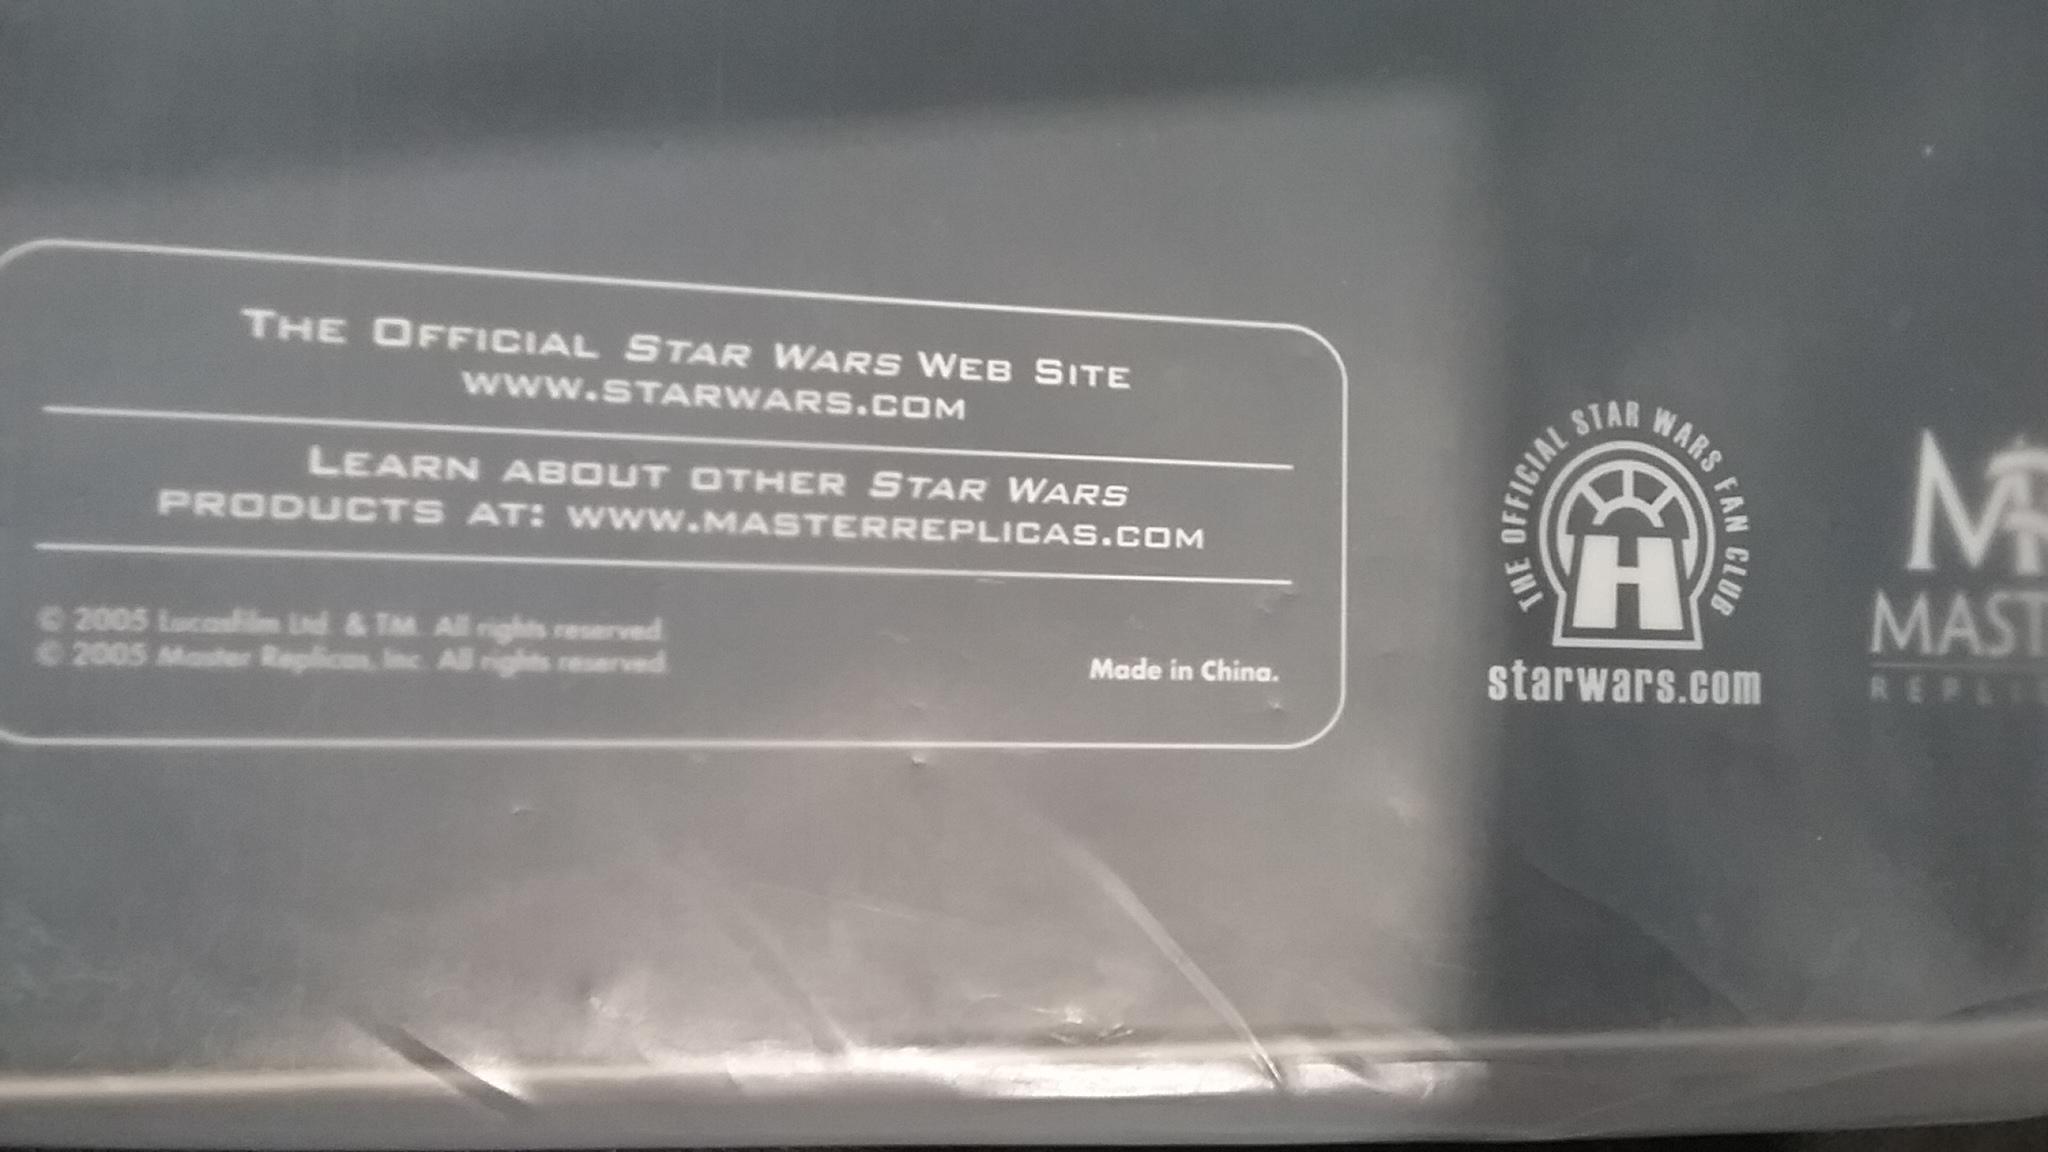 THE OFFICIAL STAR WARS WEB SITE
WWW.STARWARS.COM
LEARN ABOUT OTHER STAR WARS
PRODUCTS AT: WWW.MASTERREPLICAS.COM
© 2005 Lucasfilm Ltd. & TM. All rights reserved.
© 2005 Master Replicas, Inc. All rights reserved.
Made in China.
THE OFFICIAL STAR WARS FAN CLUB
H
starwars.com
MR
MAST
REPLI